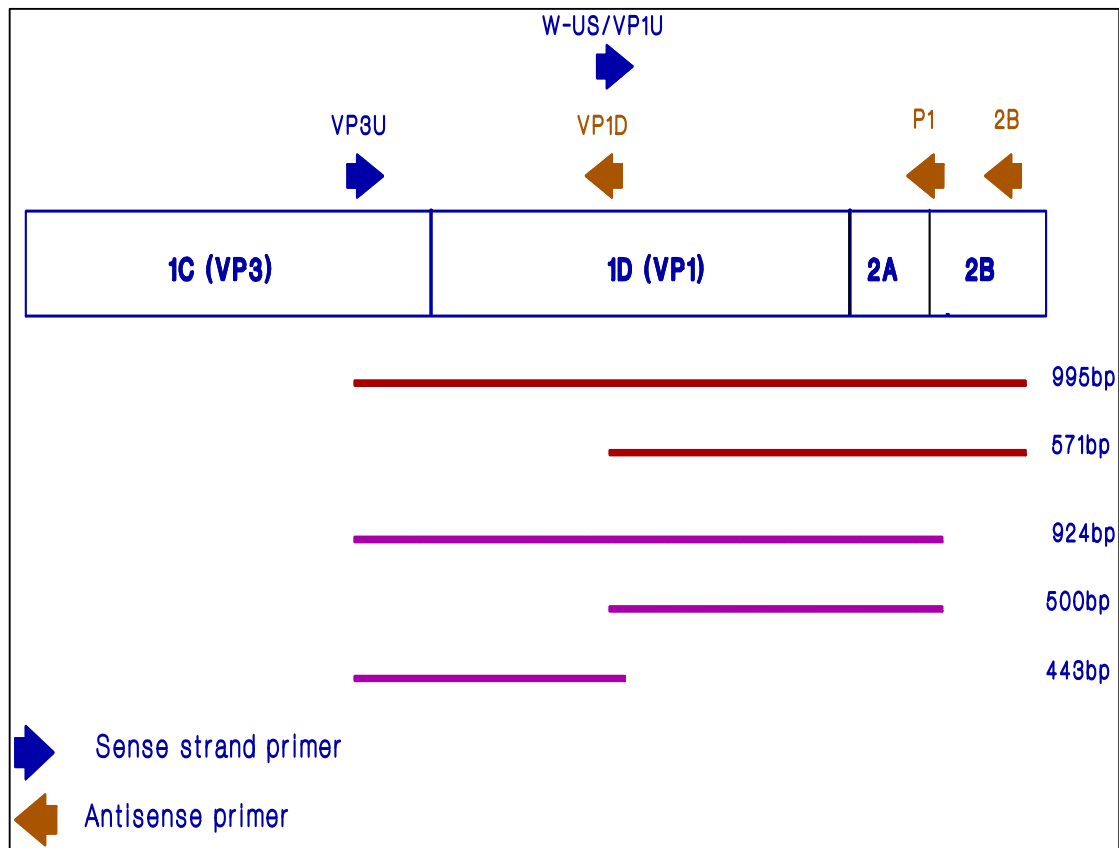 W-US/VP1U
VP3U
VP1D
P1
2B
1C (VP3)
1D (VP1)
2A
2B
995bp
571bp
924bp
500bp
443bp
Sense strand primer
Antisense primer